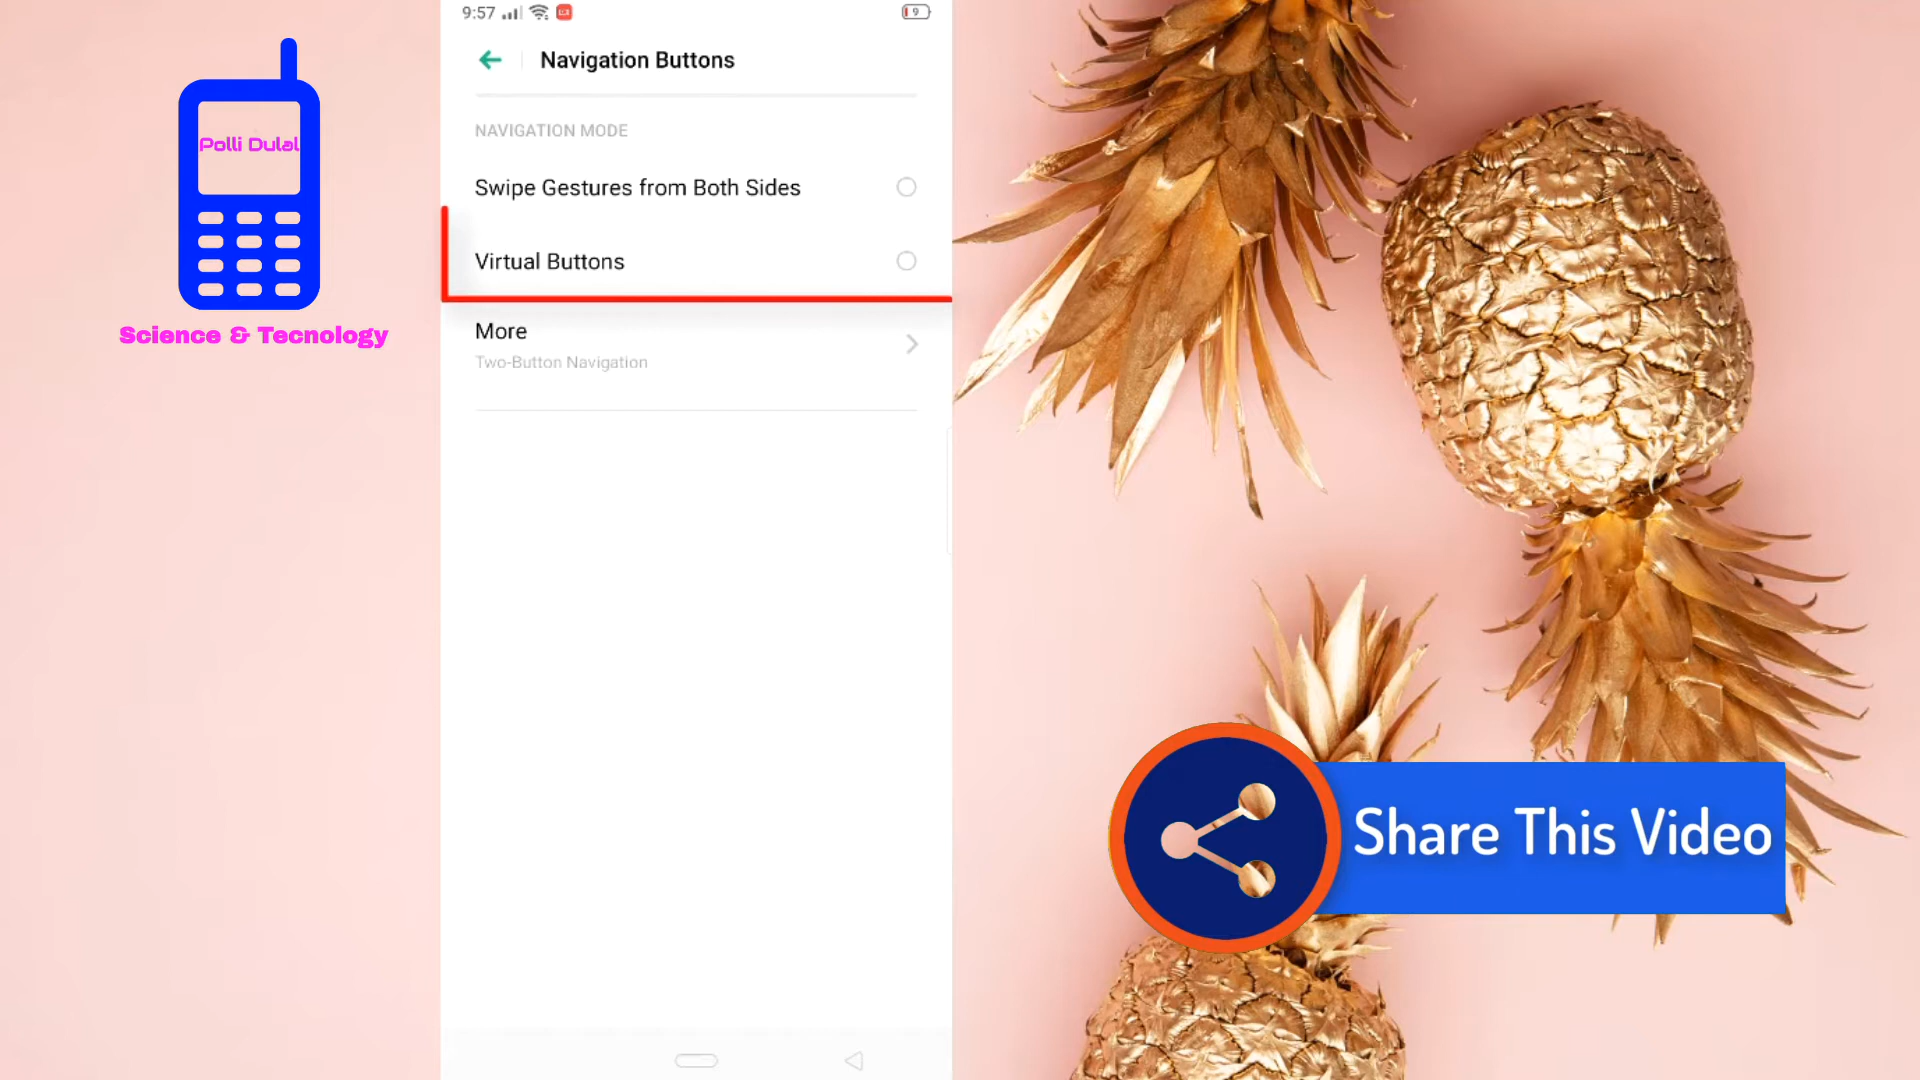 Polli Dulal
Science & Tecnology
9:57
9
Navigation Buttons
NAVIGATION MODE
Swipe Gestures from Both Sides
Virtual Buttons
More
Two-Button Navigation
Share This Video